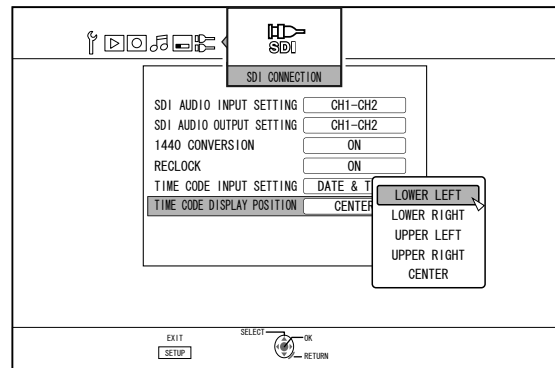 SDI
SDI CONNECTION
SDI AUDIO INPUT SETTING CH1-CH2
SDI AUDIO OUTPUT SETTING CH1-CH2
1440 CONVERSION ON
RECLOCK ON
TIME CODE INPUT SETTING DATE & T
TIME CODE DISPLAY POSITION CENTER
LOWER LEFT
LOWER RIGHT
UPPER LEFT
UPPER RIGHT
CENTER
EXIT
SETUP
SELECT
OK
RETURN